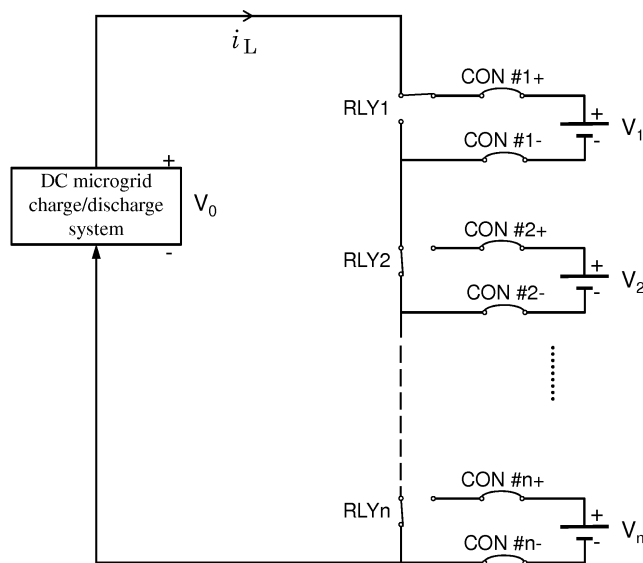 i_L
CON #1+
RLY1
+
V_1
CON #1-
-
+
DC microgrid
charge/discharge
system
V_0
-
CON #2+
RLY2
+
V_2
CON #2-
-
CON #n+
RLYn
+
V_n
CON #n-
-